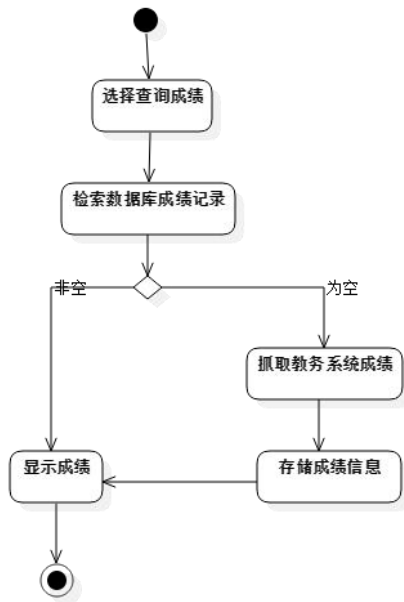 选择查询成绩
检索数据库成绩记录
非空
为空
抓取教务系统成绩
显示成绩
存储成绩信息